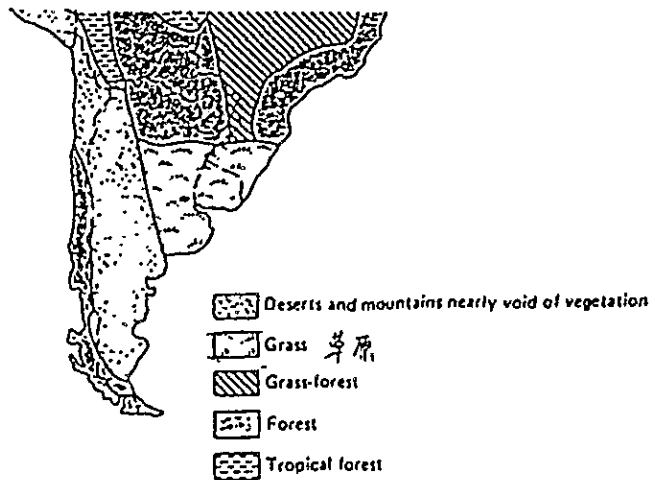 Deserts and mountains nearly void of vegetation
Grass 草原
Grass-forest
Forest
Tropical forest